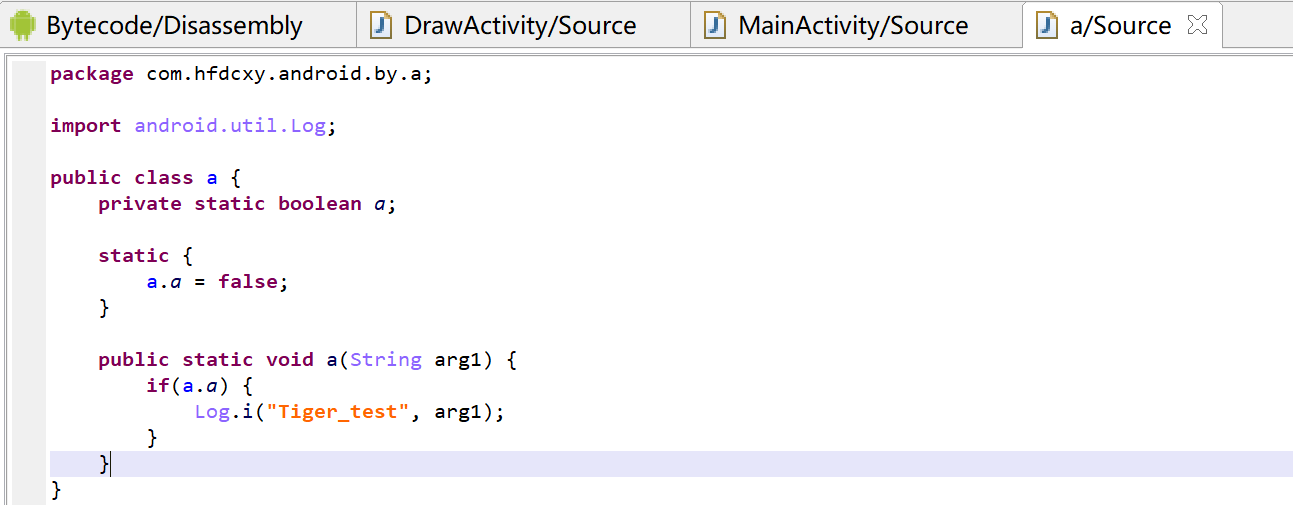 Bytecode/Disassembly DrawActivity/Source MainActivity/Source a/Source
package com.hfdcxy.android.by.a;
import android.util.Log;
public class a {
    private static boolean a;
    static {
        a.a = false;
    }
    public static void a(String arg1) {
        if(a.a) {
            Log.i("Tiger_test", arg1);
        }
    }
}